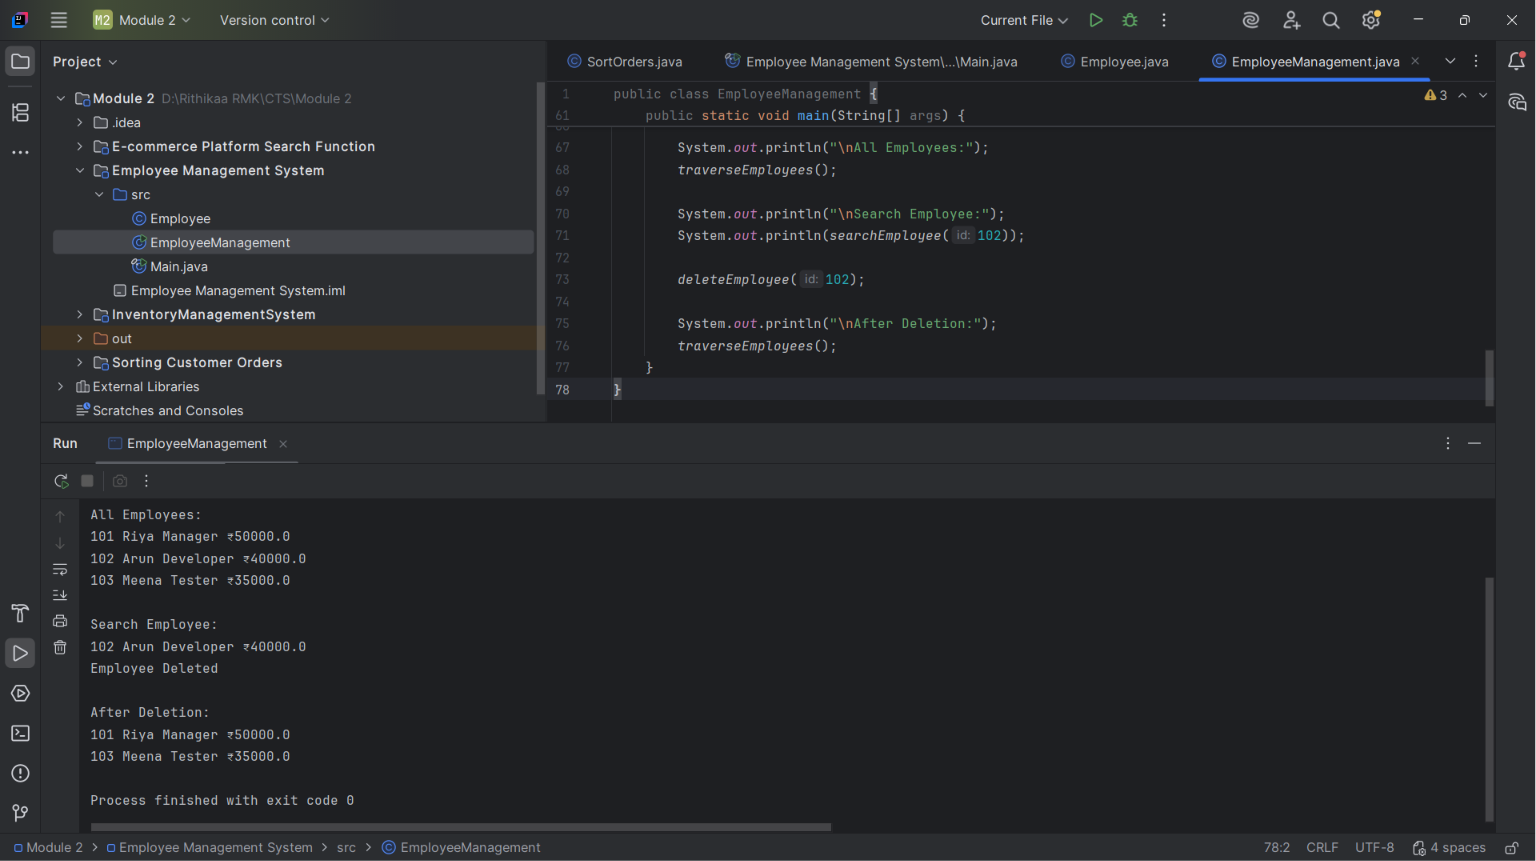 M2 Module 2 Version control Current File
Project
Module 2 D:\Rithikaa RMK\CTS\Module 2
.idea
E-commerce Platform Search Function
Employee Management System
src
Employee
EmployeeManagement
Main.java
Employee Management System.iml
InventoryManagementSystem
out
Sorting Customer Orders
External Libraries
Scratches and Consoles
SortOrders.java Employee Management System\...\Main.java Employee.java EmployeeManagement.java
3
1 public class EmployeeManagement {
61 public static void main(String[] args) {
67 System.out.println("\nAll Employees:");
68 traverseEmployees();
69
70 System.out.println("\nSearch Employee:");
71 System.out.println(searchEmployee( id: 102));
72
73 deleteEmployee( id: 102);
74
75 System.out.println("\nAfter Deletion:");
76 traverseEmployees();
77 }
78 }
Run EmployeeManagement
All Employees:
101 Riya Manager ₹50000.0
102 Arun Developer ₹40000.0
103 Meena Tester ₹35000.0
Search Employee:
102 Arun Developer ₹40000.0
Employee Deleted
After Deletion:
101 Riya Manager ₹50000.0
103 Meena Tester ₹35000.0
Process finished with exit code 0
Module 2 > Employee Management System > src > EmployeeManagement 78:2 CRLF UTF-8 4 spaces